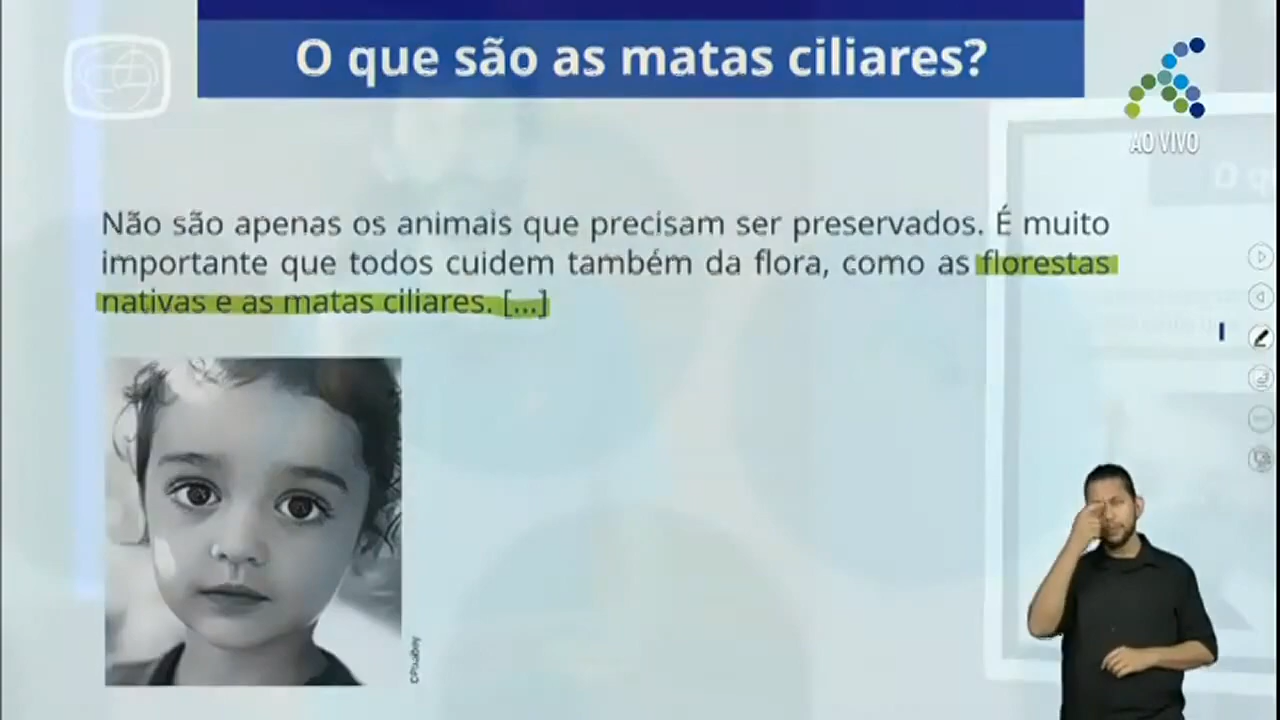 O que são as matas ciliares?
AO VIVO
Não são apenas os animais que precisam ser preservados. É muito
importante que todos cuidem também da flora, como as florestas
nativas e as matas ciliares. [...]
©Pixabay